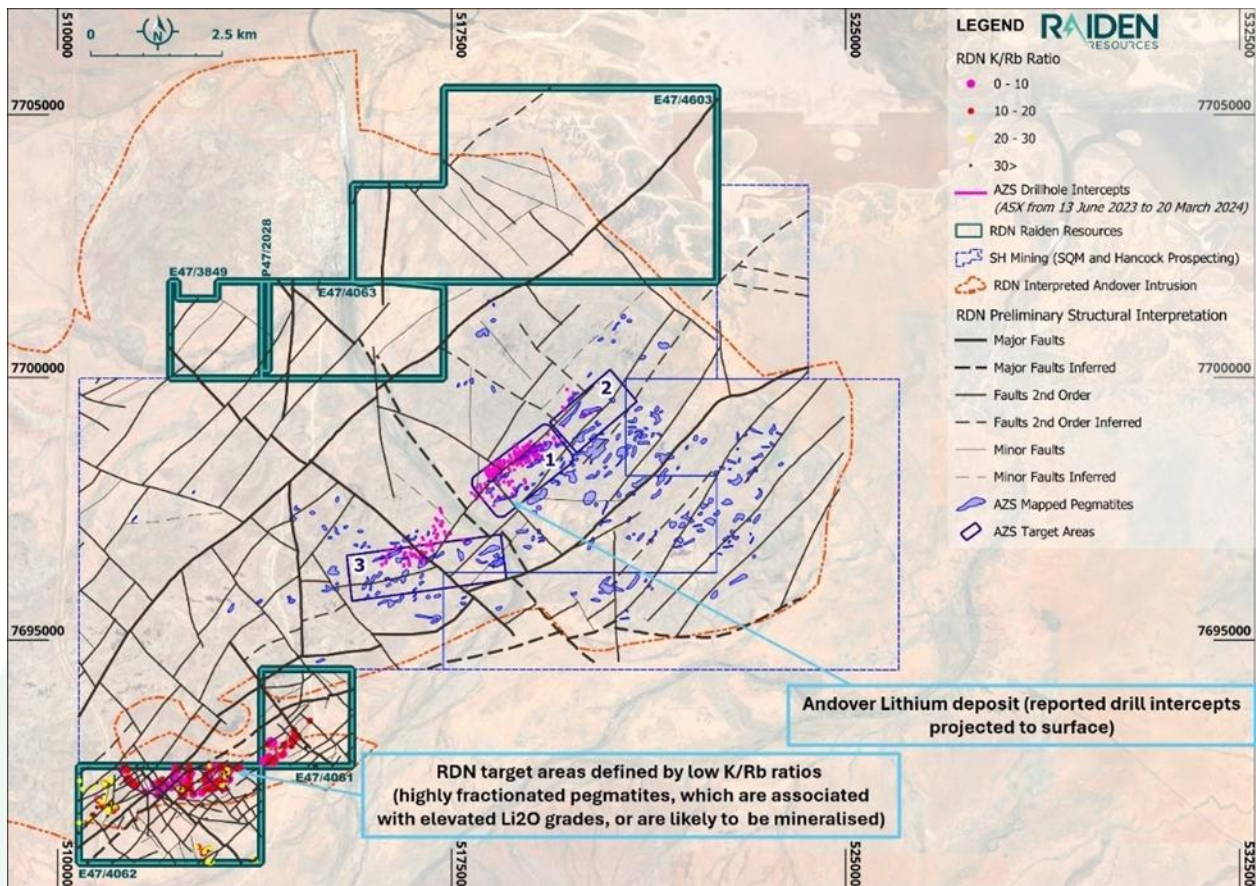 510000
517500
525000
532500
0
N
2.5 km
7705000
7705000
E47/4603
P47/2028
E47/3849
E47/4063
7700000
7700000
2
1
3
7695000
7695000
E47/4061
E47/4062
510000
517500
525000
532500
LEGEND
RAIDEN
RESOURCES
RDN K/Rb Ratio
0 - 10
10 - 20
20 - 30
30>
AZS Drillhole Intercepts
(ASX from 13 June 2023 to 20 March 2024)
RDN Raiden Resources
SH Mining (SQM and Hancock Prospecting)
RDN Interpreted Andover Intrusion
RDN Preliminary Structural Interpretation
Major Faults
Major Faults Inferred
Faults 2nd Order
Faults 2nd Order Inferred
Minor Faults
Minor Faults Inferred
AZS Mapped Pegmatites
AZS Target Areas
Andover Lithium deposit (reported drill intercepts
projected to surface)
RDN target areas defined by low K/Rb ratios
(highly fractionated pegmatites, which are associated
with elevated Li2O grades, or are likely to be mineralised)